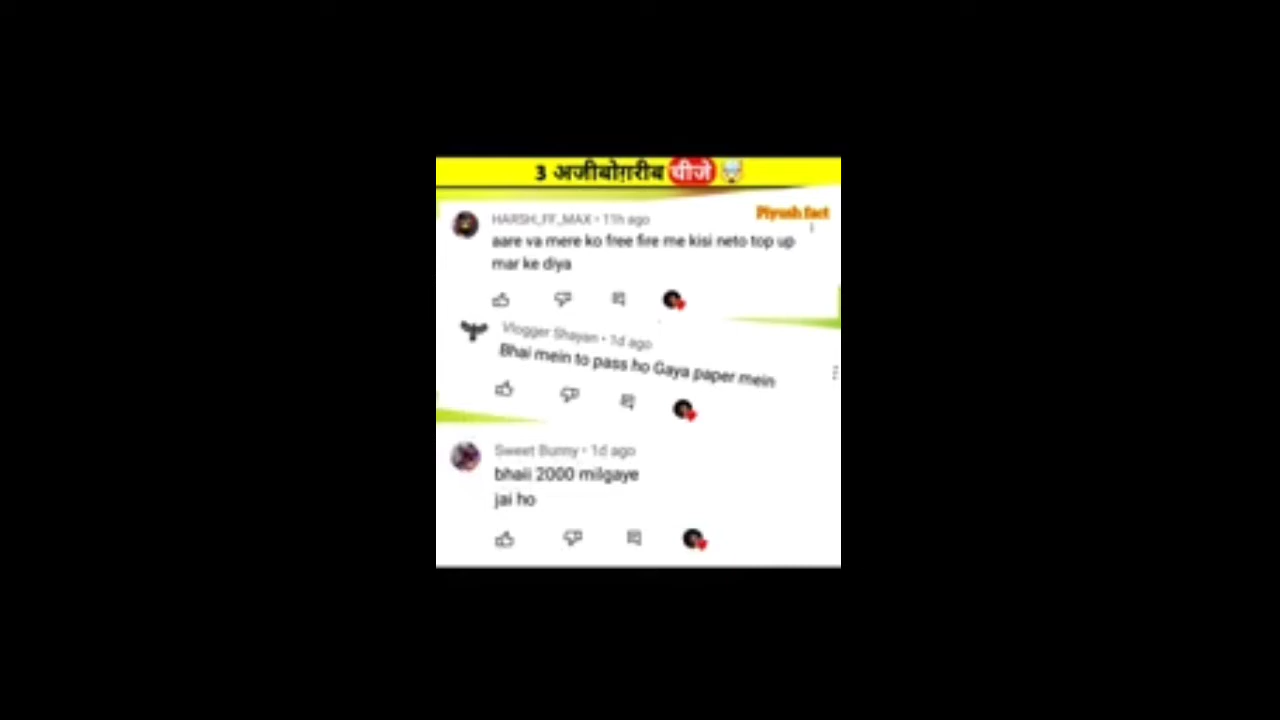 3 अजीबोग़रीब चीजे 🤯
Piyush fact
HARSH_FF_MAX • 11h ago
aare va mere ko free fire me kisi neto top up
mar ke diya
Vlogger Shayan • 1d ago
Bhai mein to pass ho Gaya paper mein
Sweet Bunny • 1d ago
bhaii 2000 milgaye
jai ho